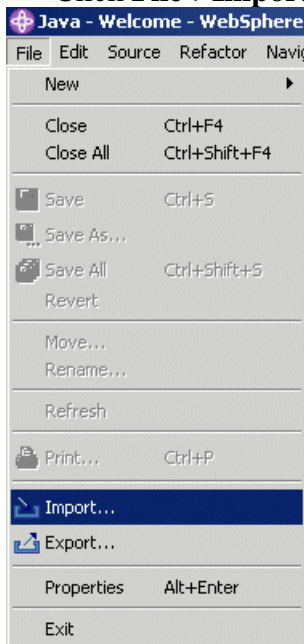 Java - Welcome - WebSphere
File Edit Source Refactor Navig
New
Close Ctrl+F4
Close All Ctrl+Shift+F4
Save Ctrl+S
Save As...
Save All Ctrl+Shift+S
Revert
Move...
Rename...
Refresh
Print... Ctrl+P
Import...
Export...
Properties Alt+Enter
Exit